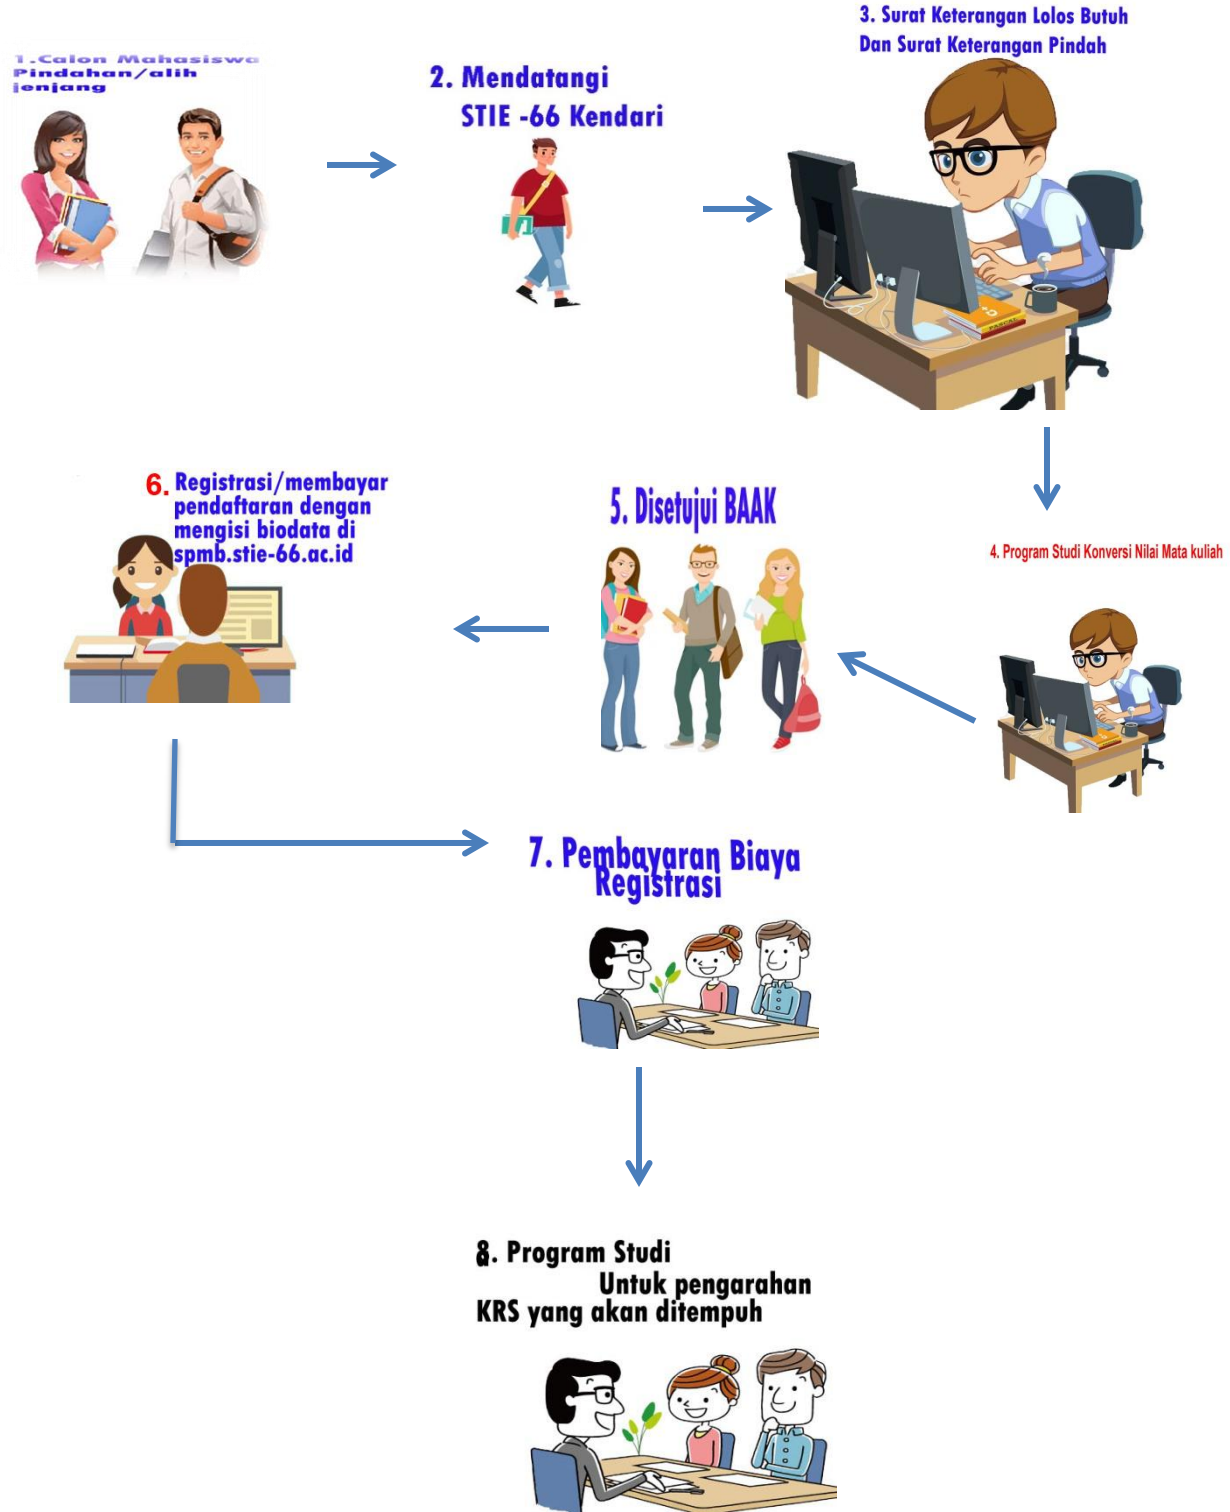 1.Calon Mahasiswa
Pindahan/alih
jenjang
2. Mendatangi
STIE -66 Kendari
3. Surat Keterangan Lolos Butuh
Dan Surat Keterangan Pindah
4. Program Studi Konversi Nilai Mata kuliah
5. Disetujui BAAK
6. Registrasi/membayar
pendaftaran dengan
mengisi biodata di
spmb.stie-66.ac.id
7. Pembayaran Biaya
Registrasi
8. Program Studi
Untuk pengarahan
KRS yang akan ditempuh